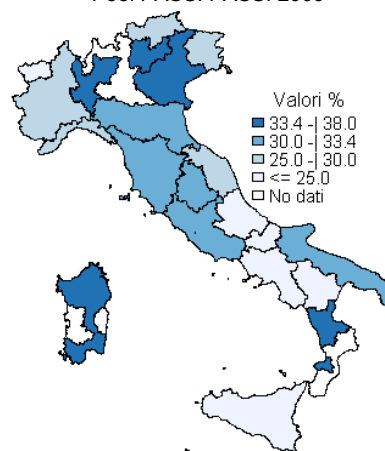 Valori %
33.4 -| 38.0
30.0 -| 33.4
25.0 -| 30.0
<= 25.0
No dati